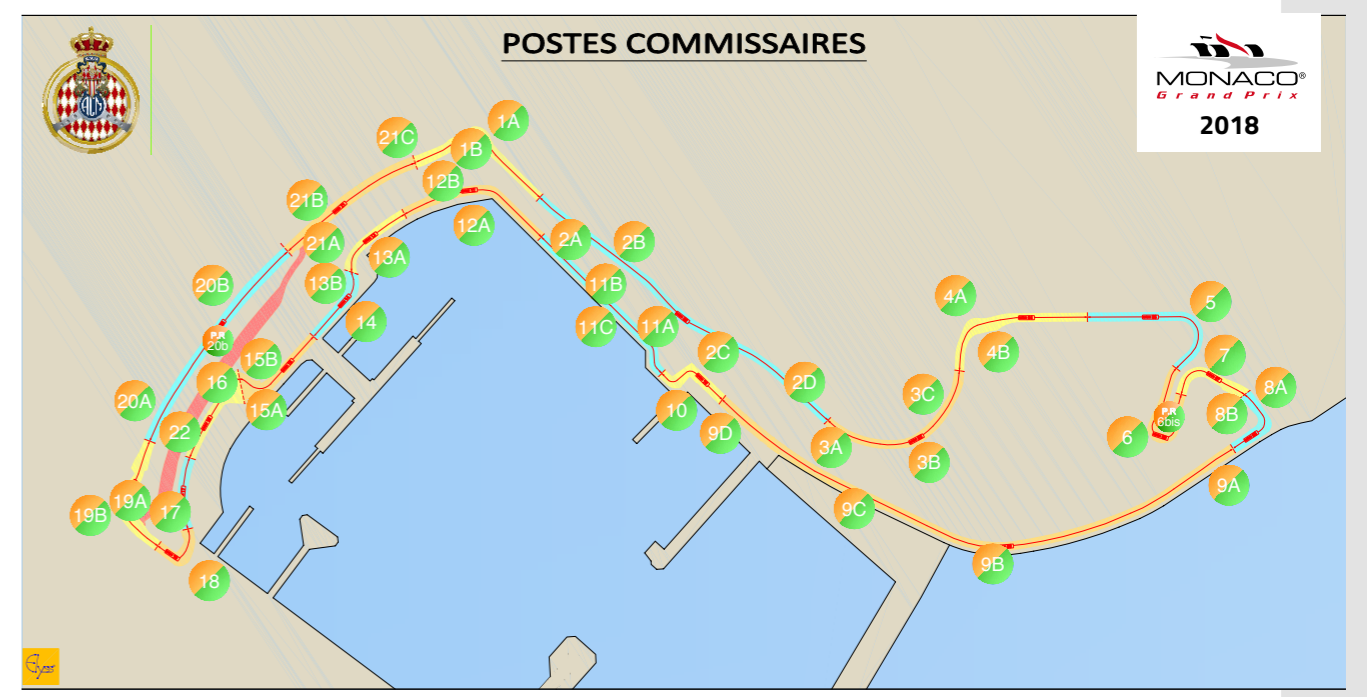 POSTES COMMISSAIRES
MONACO®
Grand Prix
2018
ACM
1A
21C
1B
12B
21B
12A
21A
2A
2B
13A
13B
20B
11B
4A
5
14
11C
11A
P.R
20b
15B
2C
4B
7
16
2D
3C
8A
20A
15A
10
8B
P.R
6bis
22
9D
3A
6
3B
9A
19A
19B
17
9C
18
9B
Elyps